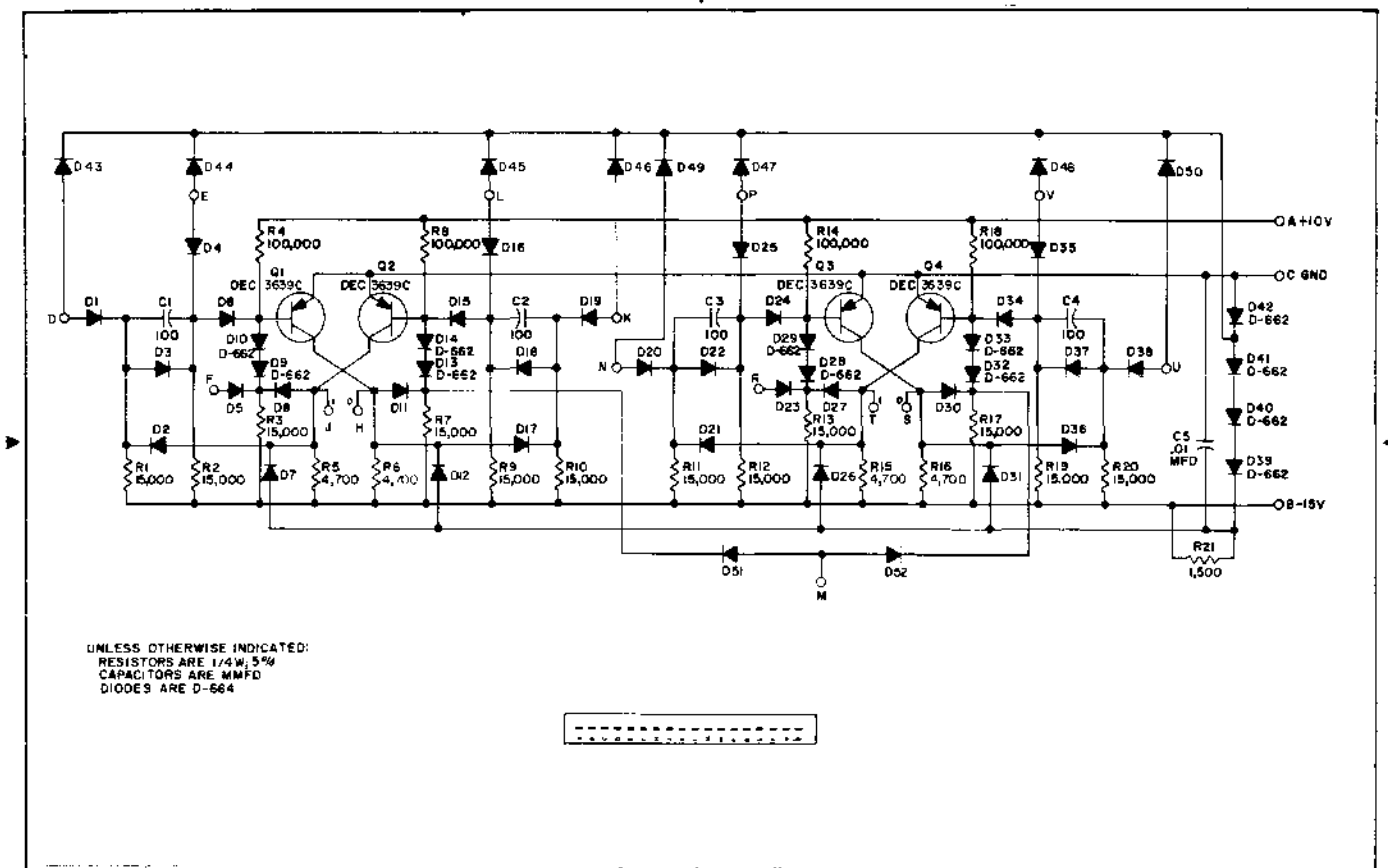 D43
D44
E
D45
L
D46
D49
D47
P
D48
V
D50
A+10V
R4
100,000
R8
100,000
R14
100,000
R18
100,000
D4
D16
D25
D35
Q1
DEC 3639C
Q2
DEC 3639C
Q3
DEC 3639C
Q4
DEC 3639C
C GND
D
D1
C1
100
D6
D15
C2
100
D19
K
C3
100
D24
D34
C4
100
D42
D-662
D3
D10
D-662
D14
D-662
D18
N
D20
D22
D29
D-662
D33
D-662
D37
D38
U
D41
D-662
D9
D-662
D13
D-662
D28
D-662
D32
D-662
F
D5
D8
1
J
0
H
D11
R
D23
D27
1
T
0
S
D30
D40
D-662
D2
R3
15,000
R7
15,000
D17
D21
R13
15,000
R17
15,000
D36
C5
.01
MFD
D39
D-662
R1
15,000
R2
15,000
D7
R5
4,700
R6
4,700
D12
R9
15,000
R10
15,000
R11
15,000
R12
15,000
D26
R15
4,700
R16
4,700
D31
R19
15,000
R20
15,000
B-15V
R21
1,500
D51
D52
M
UNLESS OTHERWISE INDICATED:
RESISTORS ARE 1/4W; 5%
CAPACITORS ARE MMFD
DIODES ARE D-664